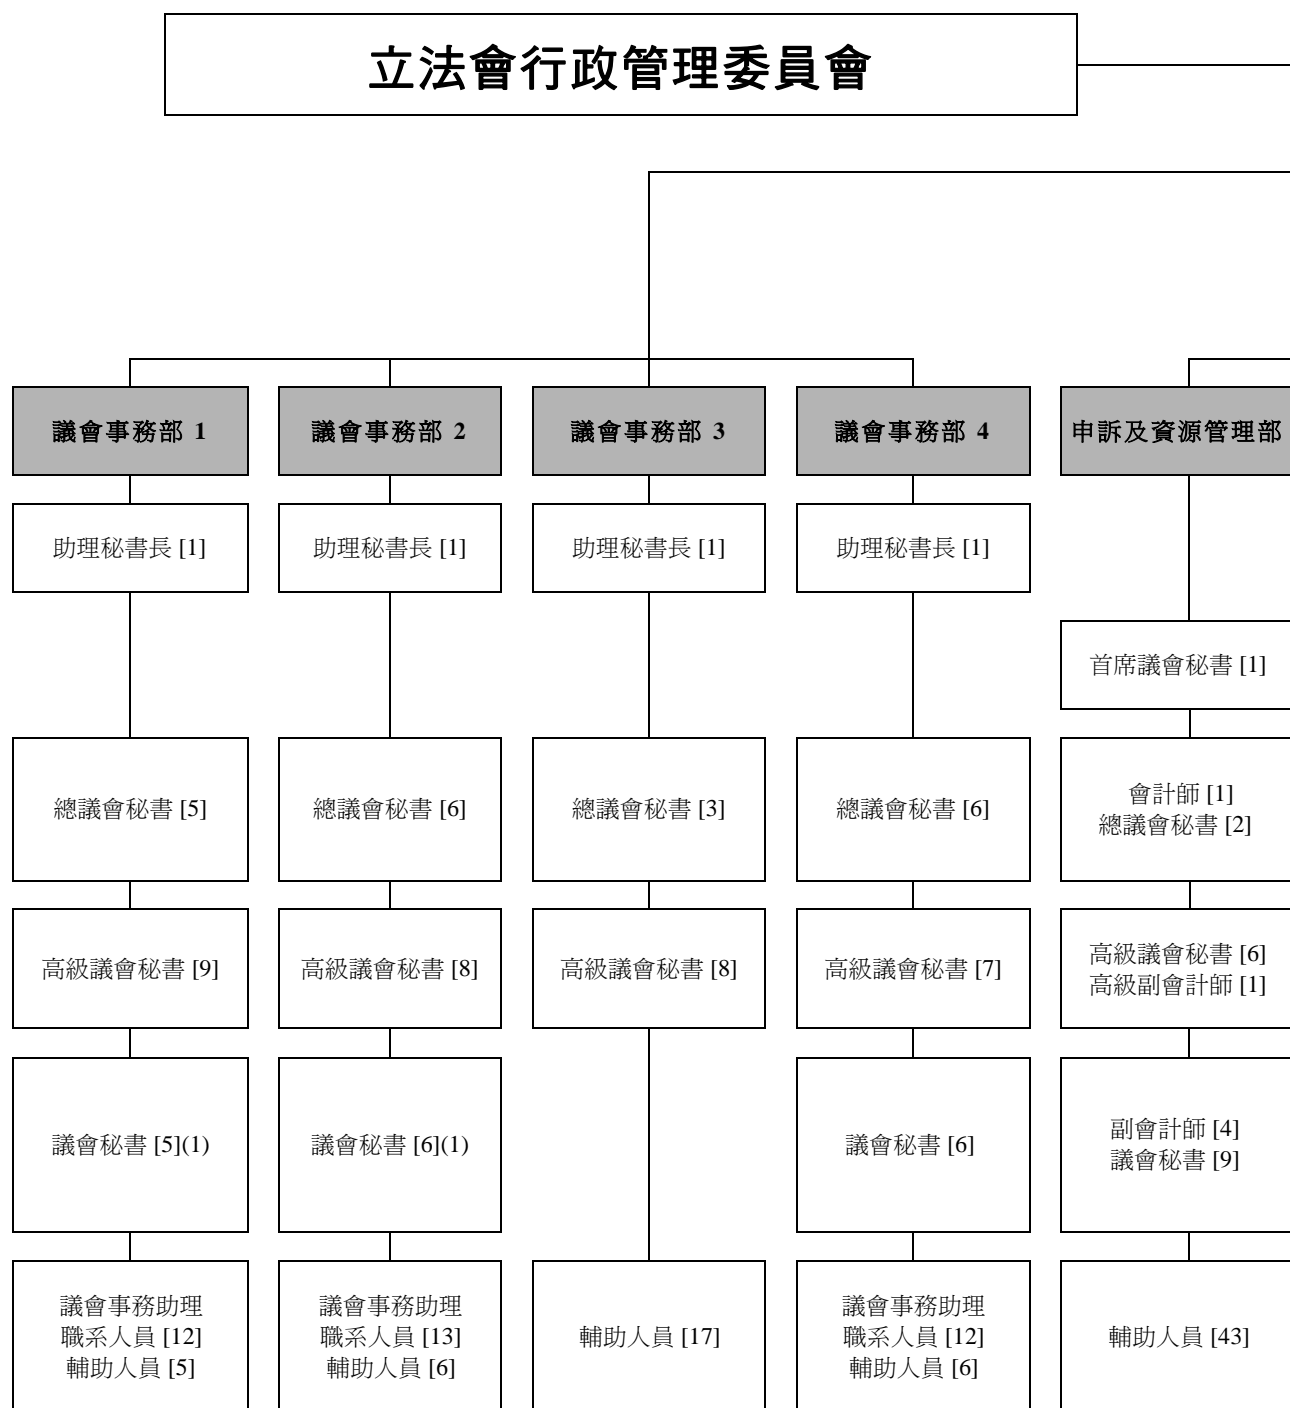 立法會行政管理委員會
議會事務部 1
議會事務部 2
議會事務部 3
議會事務部 4
申訴及資源管理部
助理秘書長 [1]
助理秘書長 [1]
助理秘書長 [1]
助理秘書長 [1]
首席議會秘書 [1]
總議會秘書 [5]
總議會秘書 [6]
總議會秘書 [3]
總議會秘書 [6]
會計師 [1]
總議會秘書 [2]
高級議會秘書 [9]
高級議會秘書 [8]
高級議會秘書 [8]
高級議會秘書 [7]
高級議會秘書 [6]
高級副會計師 [1]
議會秘書 [5](1)
議會秘書 [6](1)
議會秘書 [6]
副會計師 [4]
議會秘書 [9]
議會事務助理
職系人員 [12]
輔助人員 [5]
議會事務助理
職系人員 [13]
輔助人員 [6]
輔助人員 [17]
議會事務助理
職系人員 [12]
輔助人員 [6]
輔助人員 [43]